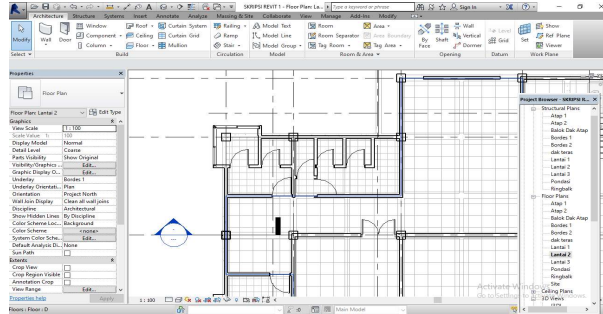 SKRIPSI REVIT 1 - JADI La...
Type a keyword or phrase
Sign In
Architecture Structure Systems Insert Annotate Analyze Massing & Site Collaborate View Manage Add-Ins Modify
Modify
Wall
Door
Window
Component
Column
Roof
Ceiling
Floor
Curtain System
Curtain Grid
Mullion
Railing
Ramp
Stair
Model Text
Model Line
Model Group
Room
Room Separator
Tag Room
Area
Area Boundary
Tag Area
By Face
Shaft
Wall
Vertical
Dormer
Level
Grid
Set
Show
Ref Plane
Viewer
Select Build Circulation Model Room & Area Opening Datum Work Plane
Properties
Floor Plan
Floor Plan: Lantai 2
Edit Type
Graphics
View Scale 1 : 100
Scale Value 1: 100
Display Model Normal
Detail Level Coarse
Parts Visibility Show Original
Visibility/Graphics ... Edit...
Graphic Display O... Edit...
Underlay Bordes 1
Underlay Orientati... Plan
Orientation Project North
Wall Join Display Clean all wall joins
Discipline Architectural
Show Hidden Lines By Discipline
Color Scheme Loc... Background
Color Scheme <none>
System Color Sche... Edit...
Default Analysis Di... None
Sun Path
Extents
Crop View
Crop Region Visible
Annotation Crop
View Range Edit...
Properties help
Apply
Project Browser - SKRIPSI R...
Structural Plans
Atap 1
Atap 2
Balok Dak Atap
Bordes 1
Bordes 2
dak teras
Lantai 1
Lantai 2
Lantai 3
Pondasi
Ringbalk
Floor Plans
Atap 1
Atap 2
Balok Dak Atap
Bordes 1
Bordes 2
dak teras
Lantai 1
Lantai 2
Lantai 3
Pondasi
Ringbalk
Site
Ceiling Plans
3D Views
Activate Windows
Go to Settings to activate Windows.
1 : 100
Floors : Floor : D
:0
Main Model